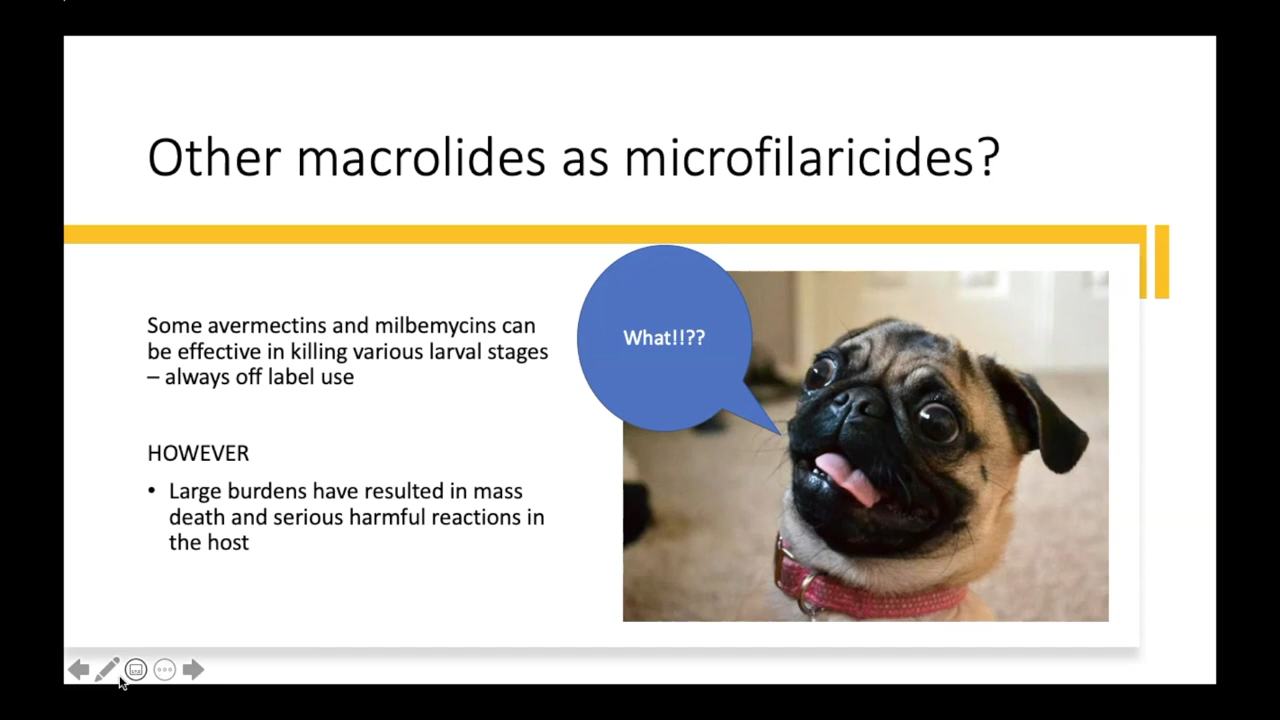 Other macrolides as microfilaricides?
What!!??
Some avermectins and milbemycins can
be effective in killing various larval stages
– always off label use
HOWEVER
• Large burdens have resulted in mass
death and serious harmful reactions in
the host